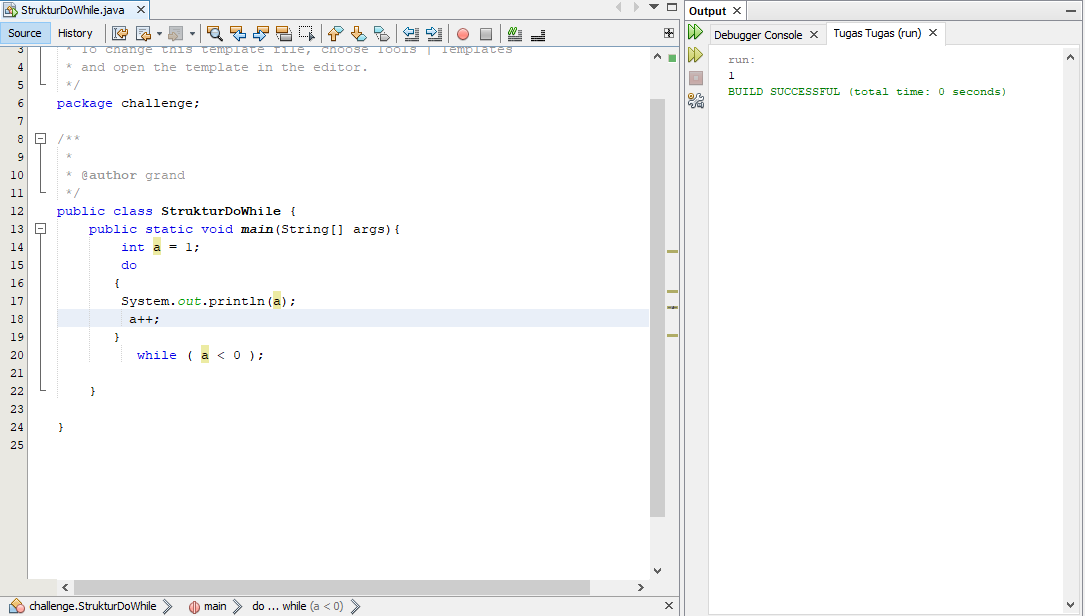 StrukturDoWhile.java
Source History
3 * To change this template file, choose Tools | Templates
4 * and open the template in the editor.
5 */
6 package challenge;
7
8 /**
9 *
10 * @author grand
11 */
12 public class StrukturDoWhile {
13 public static void main(String[] args){
14 int a = 1;
15 do
16 {
17 System.out.println(a);
18 a++;
19 }
20 while ( a < 0 );
21
22 }
23
24 }
25
challenge.StrukturDoWhile main do ... while (a < 0)
Output
Debugger Console Tugas Tugas (run)
run:
1
BUILD SUCCESSFUL (total time: 0 seconds)